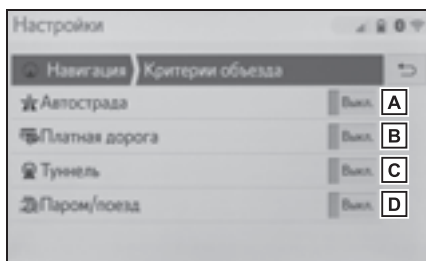 Настройки
Навигация Критерии объезда
Автострада Выкл. A
Платная дорога Выкл. B
Туннель Выкл. C
Паром/поезд Выкл. D